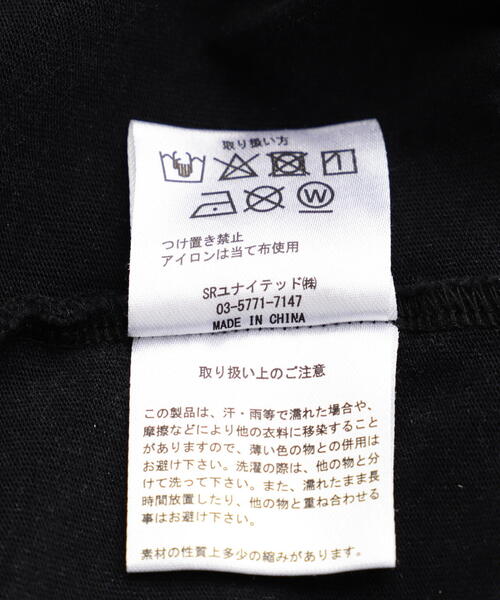 取り扱い方
W
つけ置き禁止
アイロンは当て布使用
SRユナイテッド㈱
03-5771-7147
MADE IN CHINA
取り扱い上のご注意
この製品は、汗・雨等で濡れた場合や、
摩擦などにより他の衣料に移染すること
がありますので、薄い色の物との併用は
お避け下さい。洗濯の際は、他の物と分
けて洗って下さい。また、濡れたまま長
時間放置したり、他の物と重ね合わせる
事はお避け下さい。
素材の性質上多少の縮みがあります。